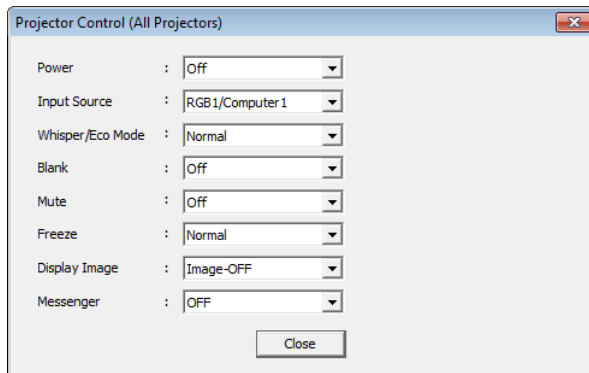 Projector Control (All Projectors)
Power : Off
Input Source : RGB1/Computer1
Whisper/Eco Mode : Normal
Blank : Off
Mute : Off
Freeze : Normal
Display Image : Image-OFF
Messenger : OFF
Close